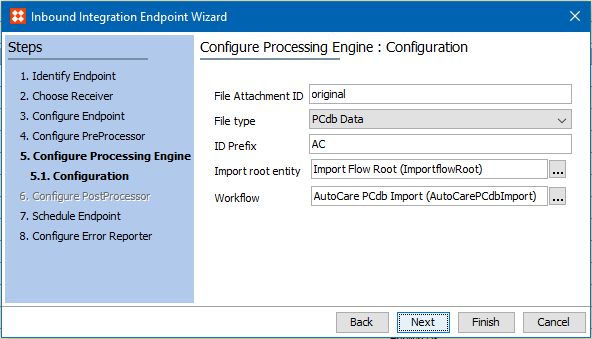 Inbound Integration Endpoint Wizard
Steps
1. Identify Endpoint
2. Choose Receiver
3. Configure Endpoint
4. Configure PreProcessor
5. Configure Processing Engine
5.1. Configuration
6. Configure PostProcessor
7. Schedule Endpoint
8. Configure Error Reporter
Configure Processing Engine : Configuration
File Attachment ID original
File type PCdb Data
ID Prefix AC
Import root entity Import Flow Root (ImportflowRoot) ...
Workflow AutoCare PCdb Import (AutoCarePCdbImport) ...
Back Next Finish Cancel